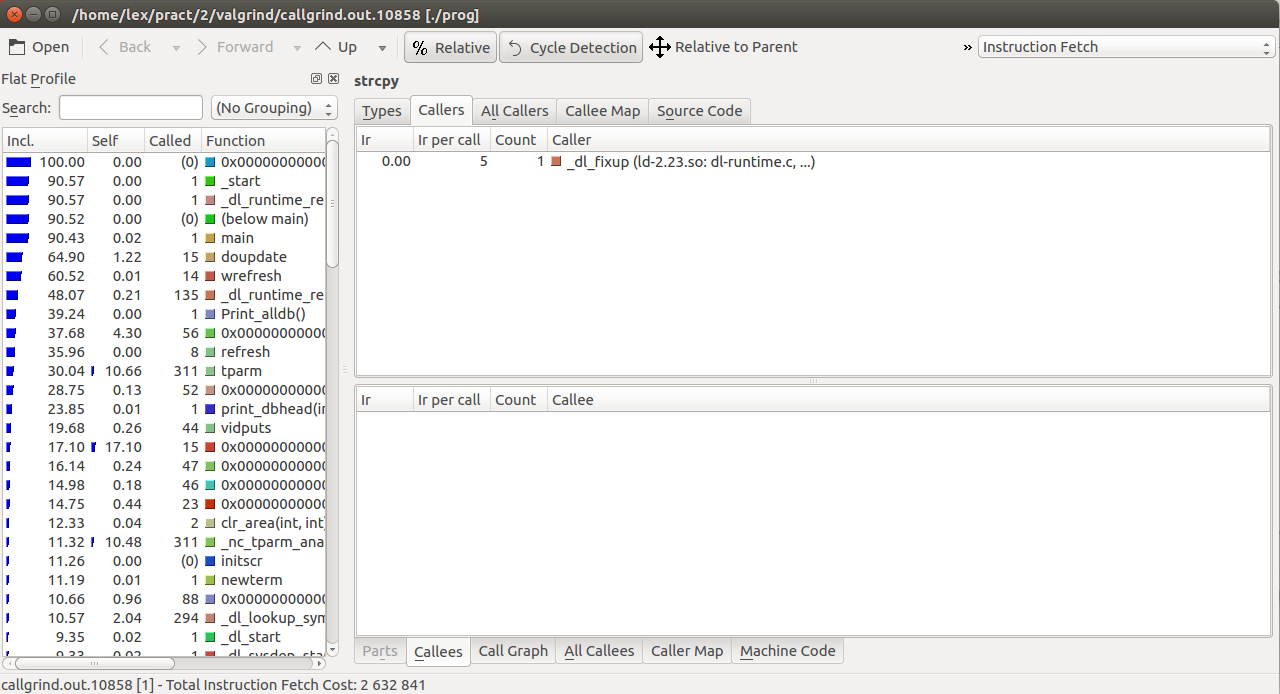 /home/lex/pract/2/valgrind/callgrind.out.10858 [./prog]
Open Back Forward Up % Relative Cycle Detection Relative to Parent » Instruction Fetch
Flat Profile
Search: (No Grouping)
Incl. Self Called Function
100.00 0.00 (0) 0x00000000000
90.57 0.00 1 _start
90.57 0.00 1 _dl_runtime_re
90.52 0.00 (0) (below main)
90.43 0.02 1 main
64.90 1.22 15 doupdate
60.52 0.01 14 wrefresh
48.07 0.21 135 _dl_runtime_re
39.24 0.00 1 Print_alldb()
37.68 4.30 56 0x00000000000
35.96 0.00 8 refresh
30.04 10.66 311 tparm
28.75 0.13 52 0x00000000000
23.85 0.01 1 print_dbhead(in
19.68 0.26 44 vidputs
17.10 17.10 15 0x00000000000
16.14 0.24 47 0x00000000000
14.98 0.18 46 0x00000000000
14.75 0.44 23 0x00000000000
12.33 0.04 2 clr_area(int, int)
11.32 10.48 311 _nc_tparm_ana
11.26 0.00 (0) initscr
11.19 0.01 1 newterm
10.66 0.96 88 0x00000000000
10.57 2.04 294 _dl_lookup_sym
9.35 0.02 1 _dl_start
9.33 0.02 1 _dl_sysdep_sta
strcpy
Types Callers All Callers Callee Map Source Code
Ir Ir per call Count Caller
0.00 5 1 _dl_fixup (ld-2.23.so: dl-runtime.c, ...)
Ir Ir per call Count Callee
Parts Callees Call Graph All Callees Caller Map Machine Code
callgrind.out.10858 [1] - Total Instruction Fetch Cost: 2 632 841